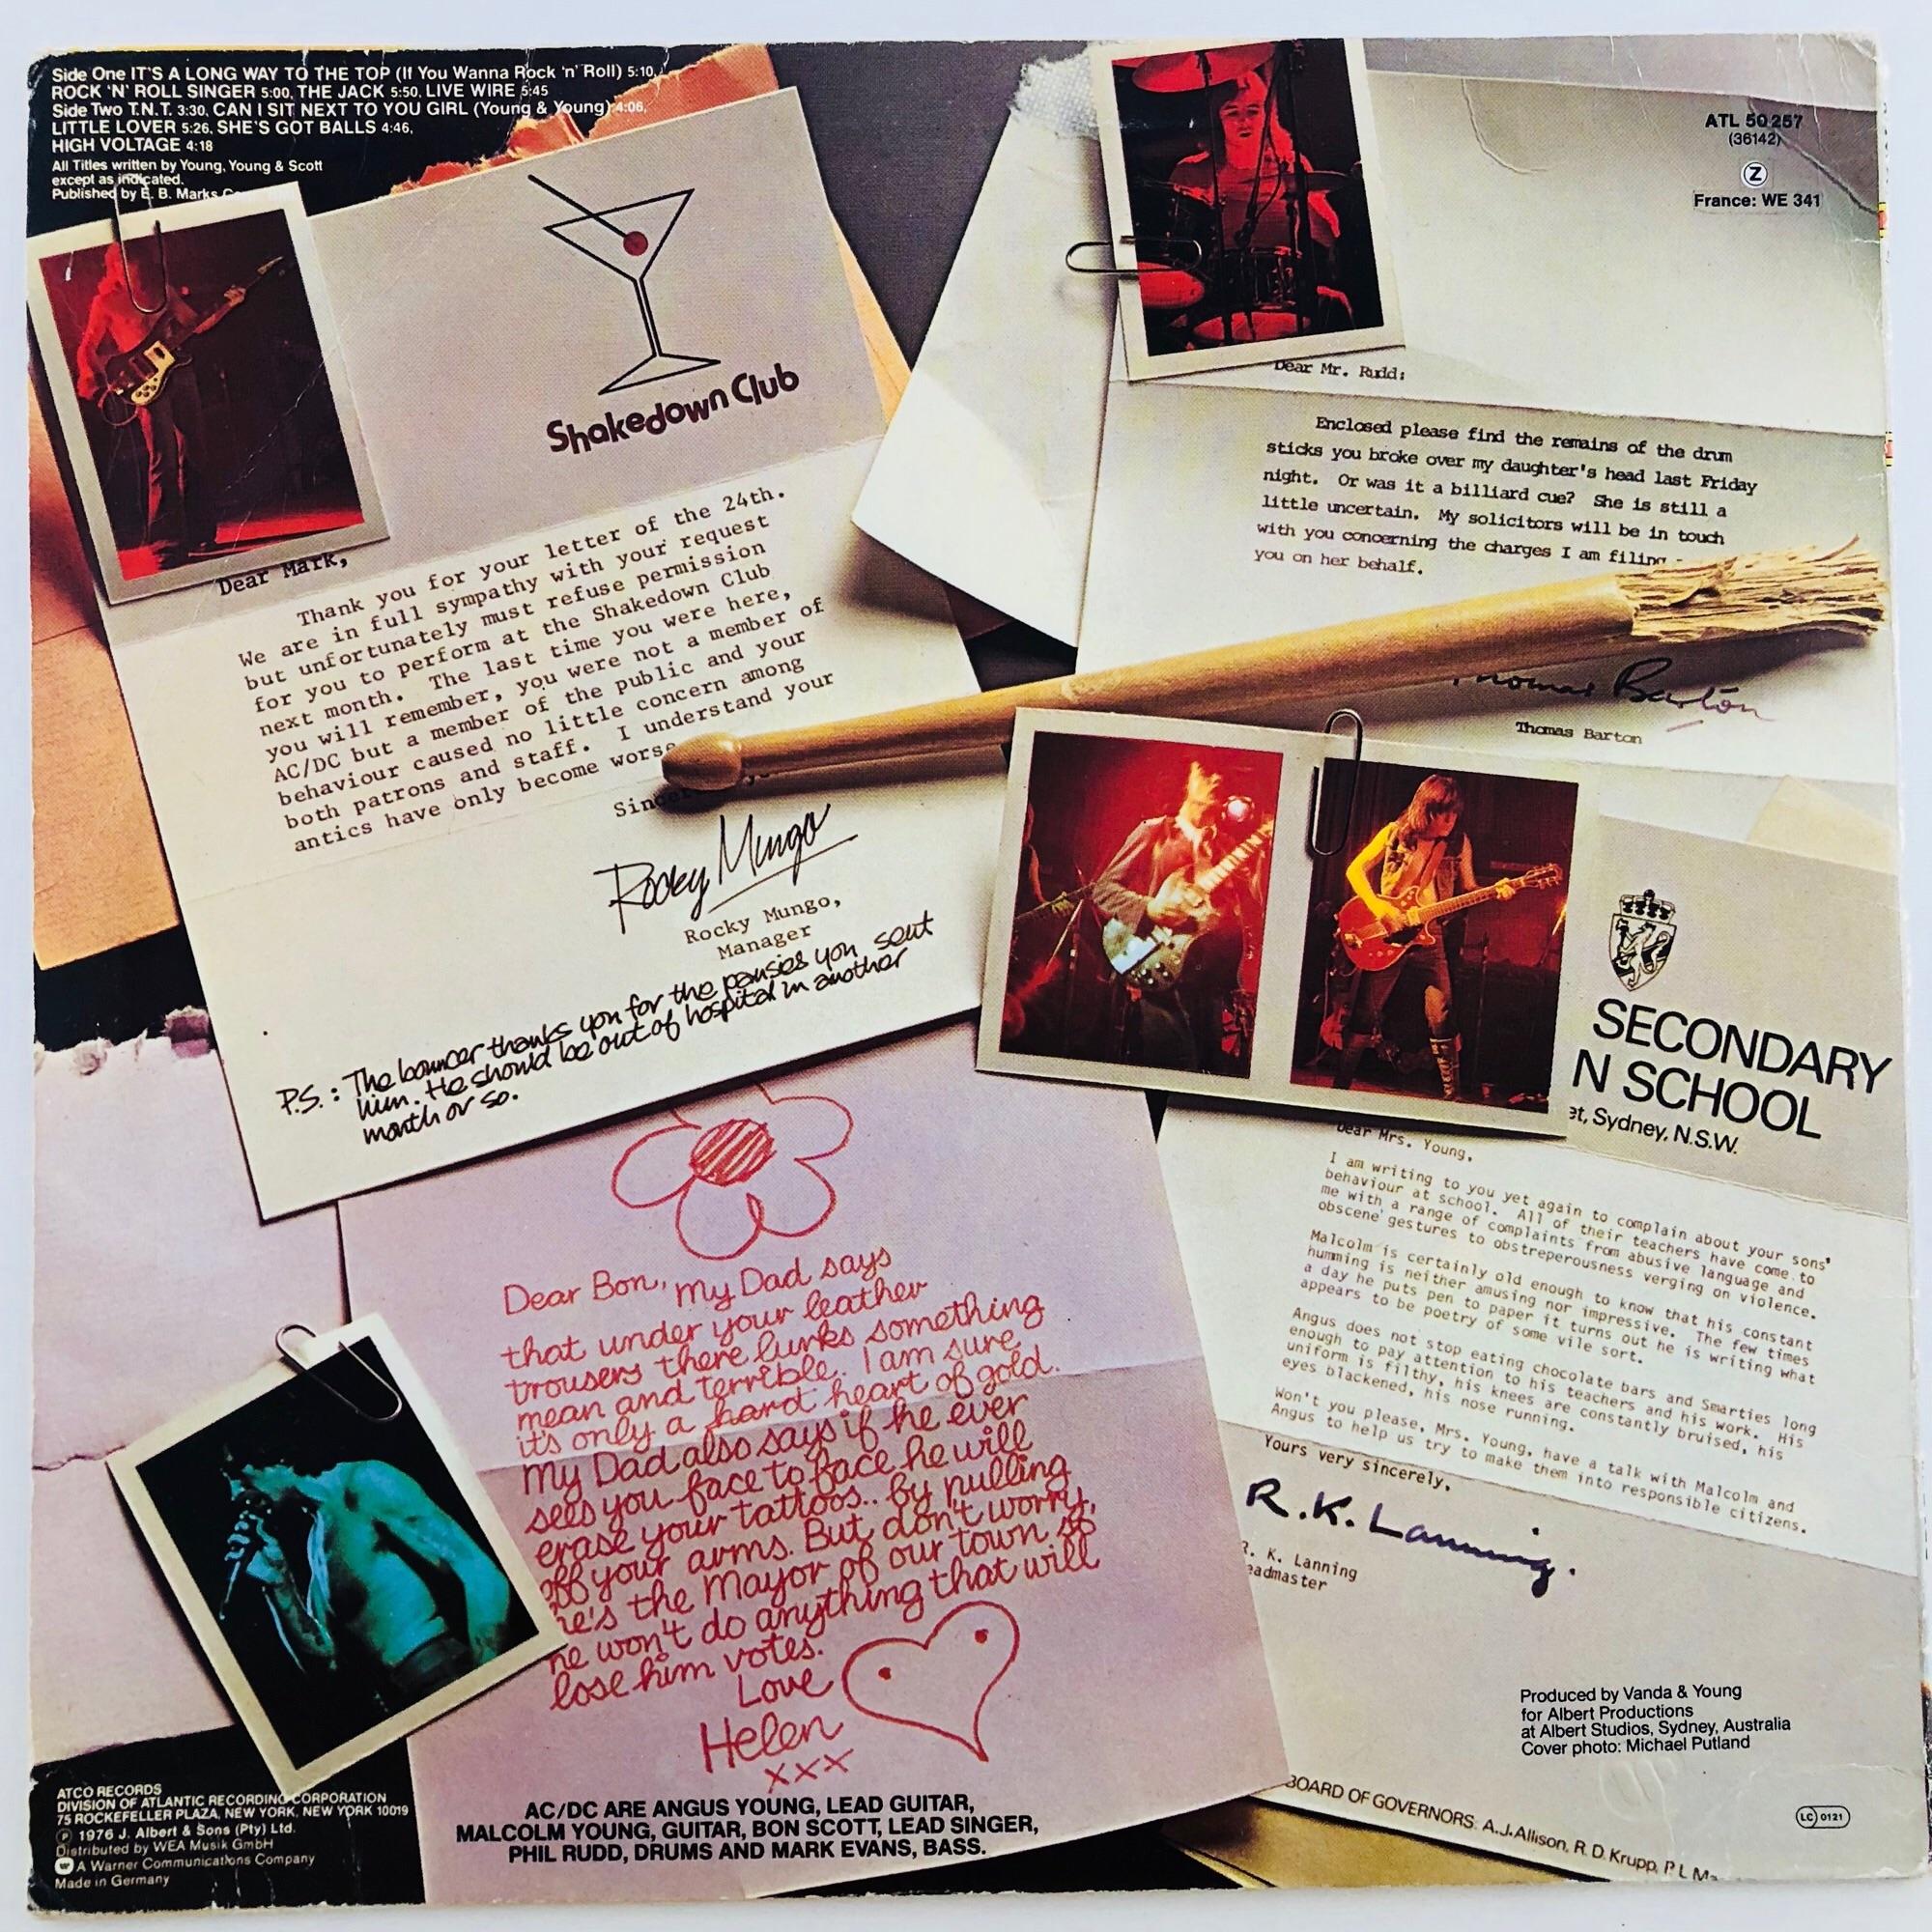 Side One IT'S A LONG WAY TO THE TOP (If You Wanna Rock 'n' Roll) 5:10,
ROCK 'N' ROLL SINGER 5:00, THE JACK 5:50, LIVE WIRE 5:45
Side Two T.N.T. 3:30, CAN I SIT NEXT TO YOU GIRL (Young & Young) 4:06,
LITTLE LOVER 5:26, SHE'S GOT BALLS 4:46,
HIGH VOLTAGE 4:18
All Titles written by Young, Young & Scott
except as indicated.
Published by E. B. Marks
Shakedown Club
Dear Mark,
Thank you for your letter of the 24th.
We are in full sympathy with your request
but unfortunately must refuse permission
for you to perform at the Shakedown Club
next month. The last time you were here,
you will remember, you were not a member of
AC/DC but a member of the public and your
behaviour caused no little concern among
both patrons and staff. I understand your
antics have only become worse
Rocky Mungo
Rocky Mungo,
Manager
P.S.: The bouncer thanks you for the pansies you sent
him. He should be out of hospital in another
month or so.
ATL 50 257
(36142)
Z
France: WE 341
Dear Mr. Rudd:
Enclosed please find the remains of the drum
sticks you broke over my daughter's head last Friday
night. Or was it a billiard cue? She is still a
little uncertain. My solicitors will be in touch
with you concerning the charges I am filing
you on her behalf.
Thomas Barton
Thomas Barton
SECONDARY
N SCHOOL
et, Sydney, N.S.W.
Dear Mrs. Young,
I am writing to you yet again to complain about your sons'
behaviour at school. All of their teachers have come to
me with a range of complaints from abusive language and
obscene gestures to obstreperousness verging on violence.
Malcolm is certainly old enough to know that his constant
humming is neither amusing nor impressive. The few times
a day he puts pen to paper it turns out he is writing what
appears to be poetry of some vile sort.
Angus does not stop eating chocolate bars and Smarties long
enough to pay attention to his teachers and his work. His
uniform is filthy, his knees are constantly bruised, his
eyes blackened, his nose running.
Won't you please, Mrs. Young, have a talk with Malcolm and
Angus to help us try to make them into responsible citizens.
Yours very sincerely,
R.K. Lanning.
R. K. Lanning
eadmaster
Dear Bon, My Dad says
that under your leather
trousers there lurks something
mean and terrible. I am sure
it's only a hard heart of gold.
My Dad also says if he ever
sees you face to face he will
erase your tattoos.. by pulling
off your arms. But don't worry,
he's the Mayor of our town so
he won't do anything that will
lose him votes.
Love
Helen
xxx
Produced by Vanda & Young
for Albert Productions
at Albert Studios, Sydney, Australia
Cover photo: Michael Putland
BOARD OF GOVERNORS: A.J.Allison, R. D. Krupp, P. L. Ma
LC 0121
AC/DC ARE ANGUS YOUNG, LEAD GUITAR,
MALCOLM YOUNG, GUITAR, BON SCOTT, LEAD SINGER,
PHIL RUDD, DRUMS AND MARK EVANS, BASS.
ATCO RECORDS
DIVISION OF ATLANTIC RECORDING CORPORATION
75 ROCKEFELLER PLAZA, NEW YORK, NEW YORK 10019
℗ 1976 J. Albert & Sons (Pty) Ltd.
Distributed by WEA Musik GmbH
A Warner Communications Company
Made in Germany